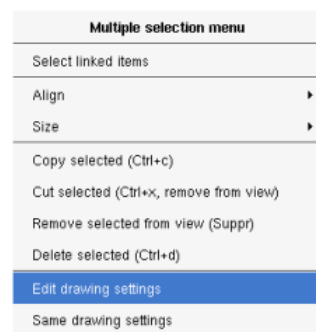 Multiple selection menu
Select linked items
Align
Size
Copy selected (Ctrl+c)
Cut selected (Ctrl+x, remove from view)
Remove selected from view (Suppr)
Delete selected (Ctrl+d)
Edit drawing settings
Same drawing settings